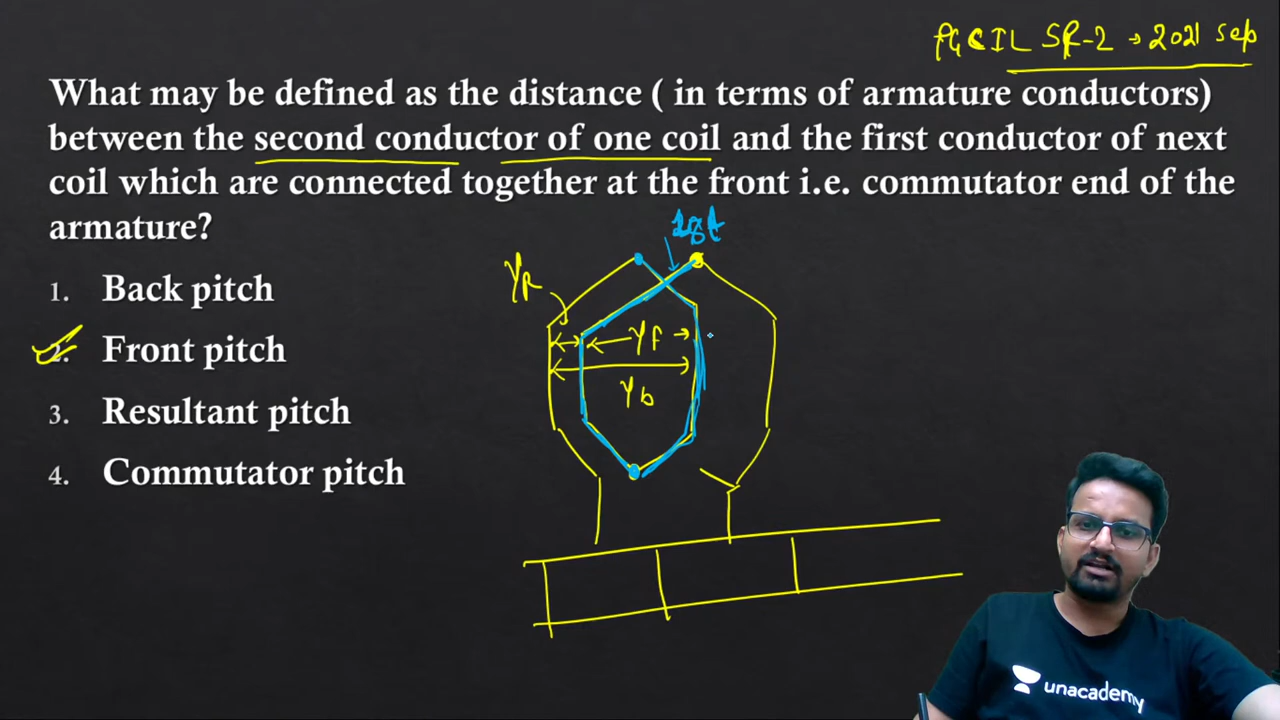 PGCIL SR-2 → 2021 sep
What may be defined as the distance ( in terms of armature conductors)
between the second conductor of one coil and the first conductor of next
coil which are connected together at the front i.e. commutator end of the
armature?
1. Back pitch
2. Front pitch
3. Resultant pitch
4. Commutator pitch
1st
YR
Yf
Yb
unacademy